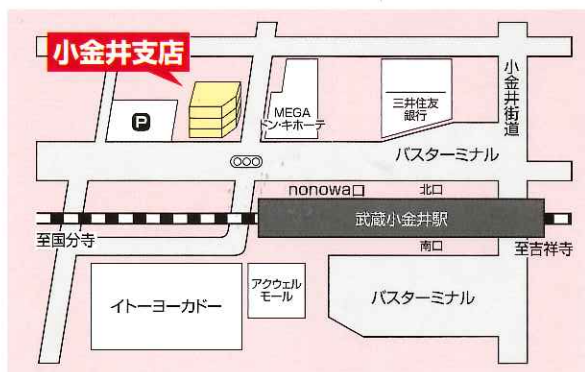 小金井支店
P
MEGA
ドン・キホーテ
三井住友
銀行
小金井街道
バスターミナル
nonowa口
北口
武蔵小金井駅
至国分寺
南口
至吉祥寺
イトーヨーカドー
アクウェル
モール
バスターミナル